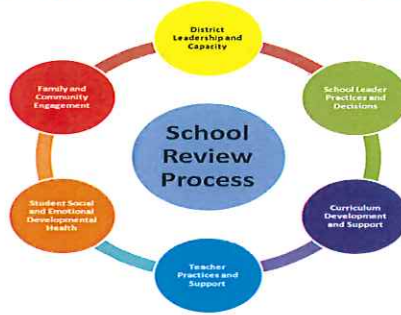 District
Leadership and
Capacity
School Leader
Practices and
Decisions
Curriculum
Development
and Support
Teacher
Practices and
Support
Student Social
and Emotional
Developmental
Health
Family and
Community
Engagement
School
Review
Process